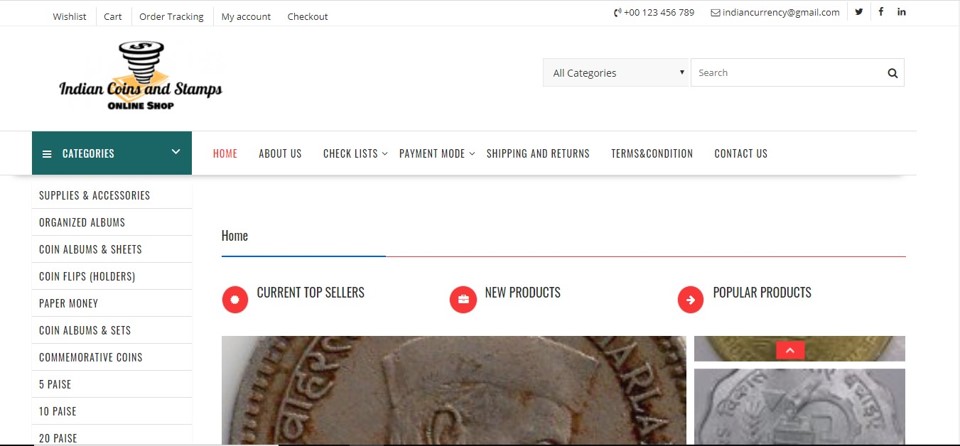 Wishlist Cart Order Tracking My account Checkout +00 123 456 789 indiancurrency@gmail.com
Indian Coins and Stamps
ONLINE SHOP
All Categories Search
CATEGORIES HOME ABOUT US CHECK LISTS PAYMENT MODE SHIPPING AND RETURNS TERMS&CONDITION CONTACT US
SUPPLIES & ACCESSORIES
ORGANIZED ALBUMS
COIN ALBUMS & SHEETS
COIN FLIPS (HOLDERS)
PAPER MONEY
COIN ALBUMS & SETS
COMMEMORATIVE COINS
5 PAISE
10 PAISE
20 PAISE
Home
CURRENT TOP SELLERS NEW PRODUCTS POPULAR PRODUCTS